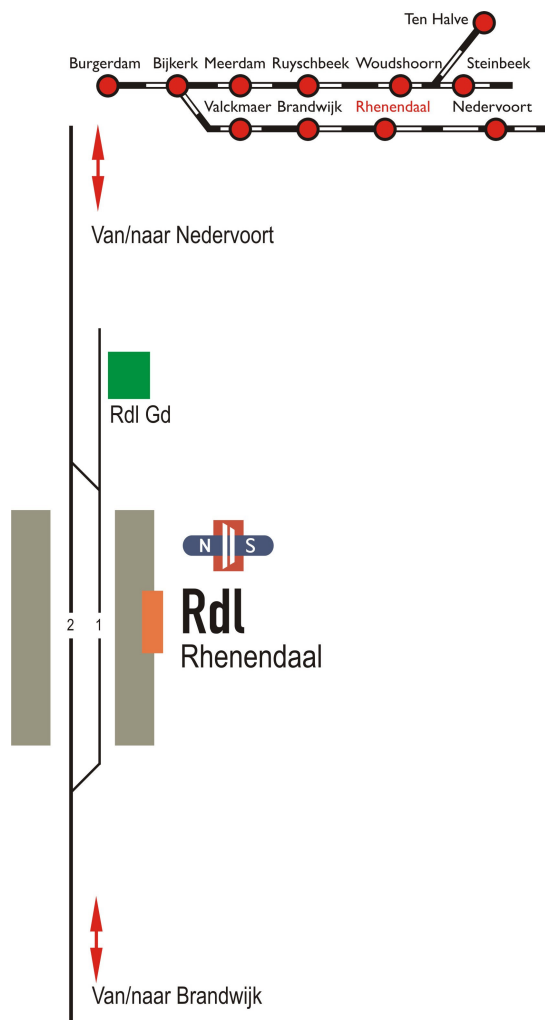 Ten Halve
Burgerdam Bijkerk Meerdam Ruyschbeek Woudshoorn Steinbeek
Valckmaer Brandwijk Rhenendaal Nedervoort
Van/naar Nedervoort
Rdl Gd
N S
Rdl
2 1
Rhenendaal
Van/naar Brandwijk